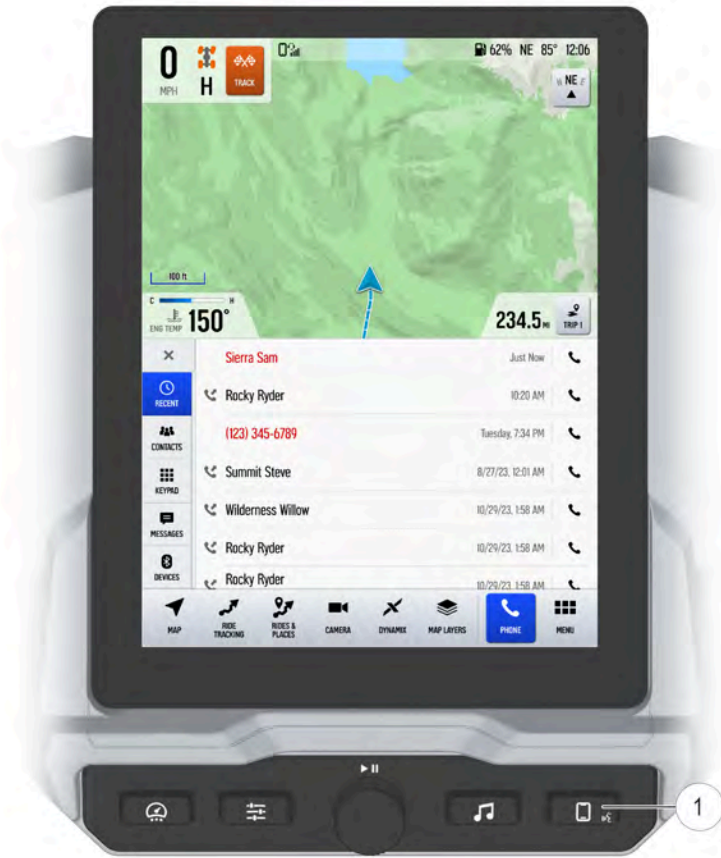 0
MPH
H
TRACK
62% NE 85° 12:06
NE
100 ft
C H
ENG TEMP 150°
234.5 MI
TRIP 1
Sierra Sam Just Now
RECENT
Rocky Ryder 10:20 AM
(123) 345-6789 Tuesday, 7:34 PM
CONTACTS
Summit Steve 8/27/23, 12:01 AM
KEYPAD
Wilderness Willow 10/29/23, 1:58 AM
MESSAGES
Rocky Ryder 10/29/23, 1:58 AM
DEVICES
Rocky Ryder 10/29/23, 1:58 AM
MAP
RIDE TRACKING
RIDES & PLACES
CAMERA
DYNAMIX
MAP LAYERS
PHONE
MENU
1